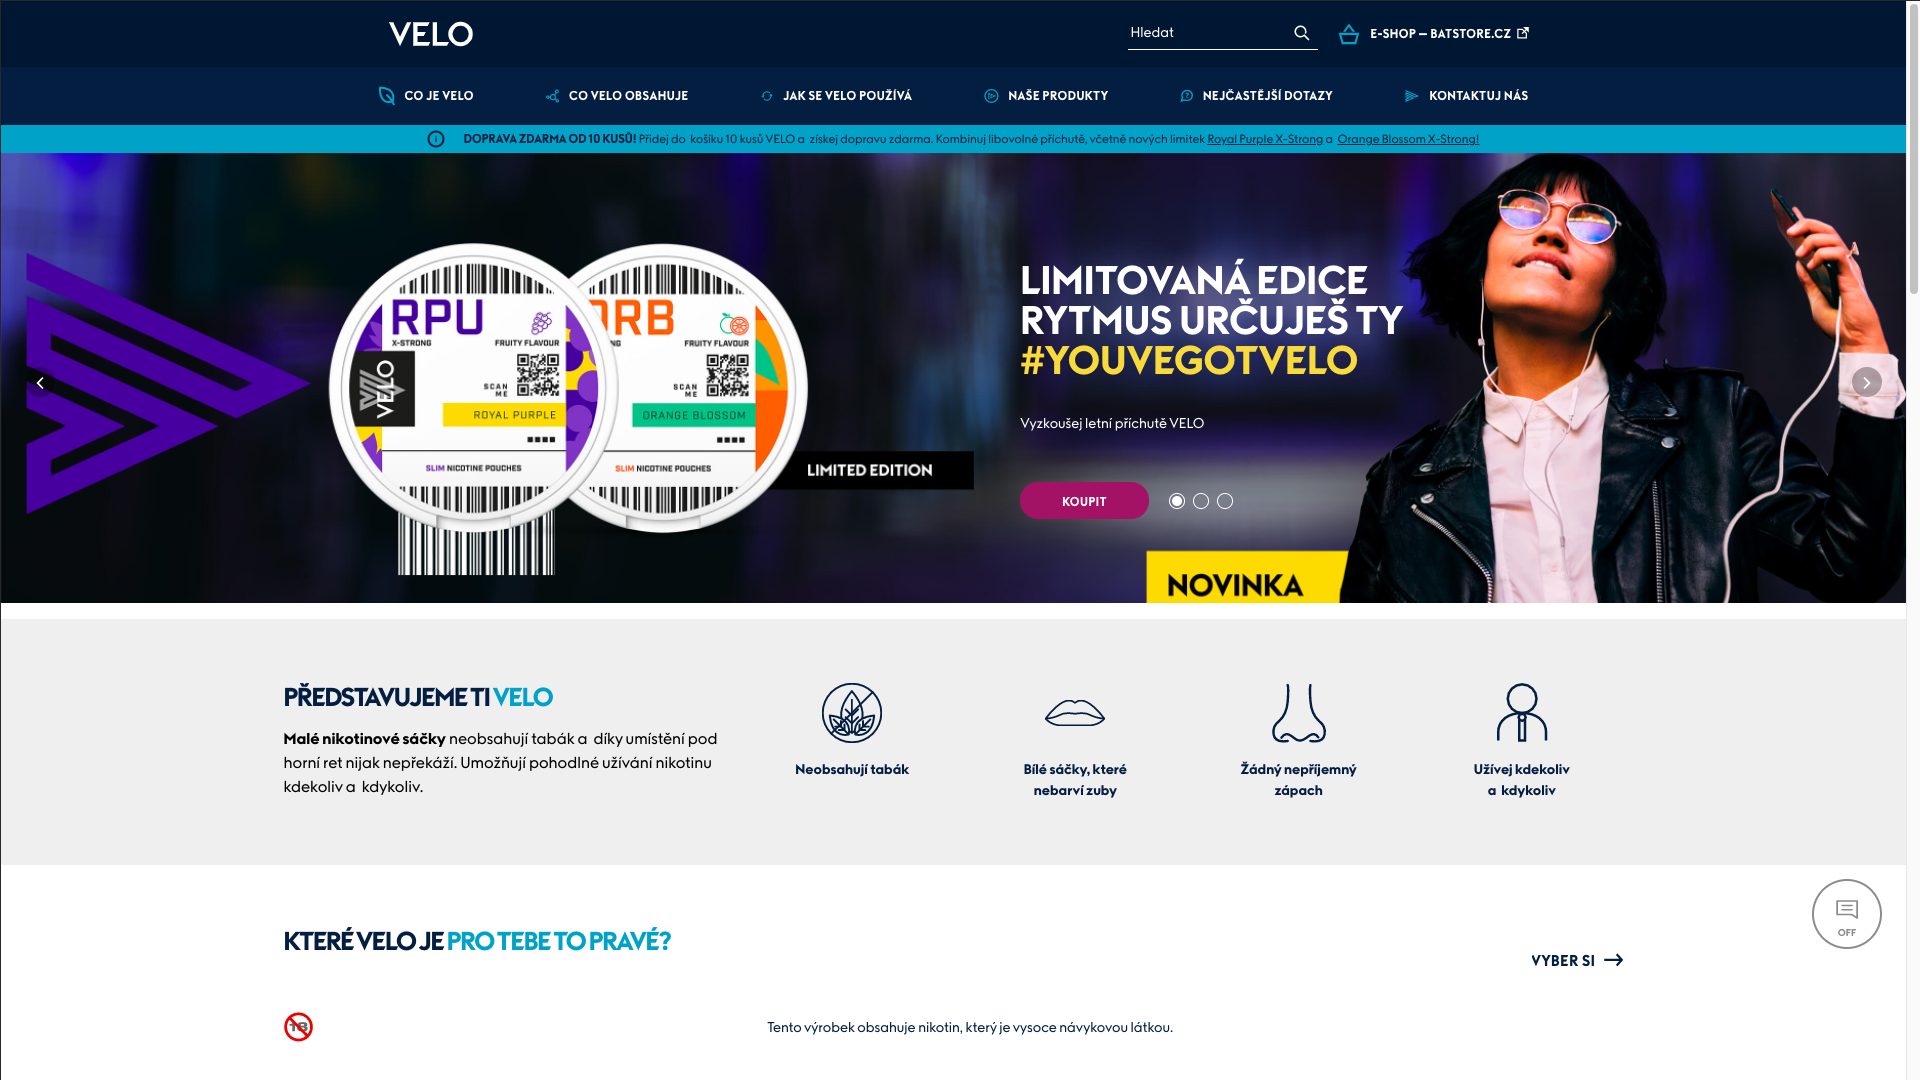 VELO
Hledat
E-SHOP – BATSTORE.CZ
CO JE VELO
CO VELO OBSAHUJE
JAK SE VELO POUŽÍVÁ
NAŠE PRODUKTY
NEJČASTĚJŠÍ DOTAZY
KONTAKTUJ NÁS
DOPRAVA ZDARMA OD 10 KUSŮ! Přidej do košíku 10 kusů VELO a získej dopravu zdarma. Kombinuj libovolné příchutě, včetně nových limitek Royal Purple X-Strong a Orange Blossom X-Strong!
RPU
X-STRONG
FRUITY FLAVOUR
VELO
SCAN
ME
ROYAL PURPLE
SLIM NICOTINE POUCHES
ORB
FRUITY FLAVOUR
SCAN
ME
ORANGE BLOSSOM
SLIM NICOTINE POUCHES
LIMITED EDITION
LIMITOVANÁ EDICE
RYTMUS URČUJEŠ TY
#YOUVEGOTVELO
Vyzkoušej letní příchutě VELO
KOUPIT
NOVINKA
PŘEDSTAVUJEME TI VELO
Malé nikotinové sáčky neobsahují tabák a díky umístění pod
horní ret nijak nepřekáží. Umožňují pohodlné užívání nikotinu
kdekoliv a kdykoliv.
Neobsahují tabák
Bílé sáčky, které
nebarví zuby
Žádný nepříjemný
zápach
Užívej kdekoliv
a kdykoliv
KTERÉ VELO JE PRO TEBE TO PRAVÉ?
VYBER SI
OFF
18
Tento výrobek obsahuje nikotin, který je vysoce návykovou látkou.